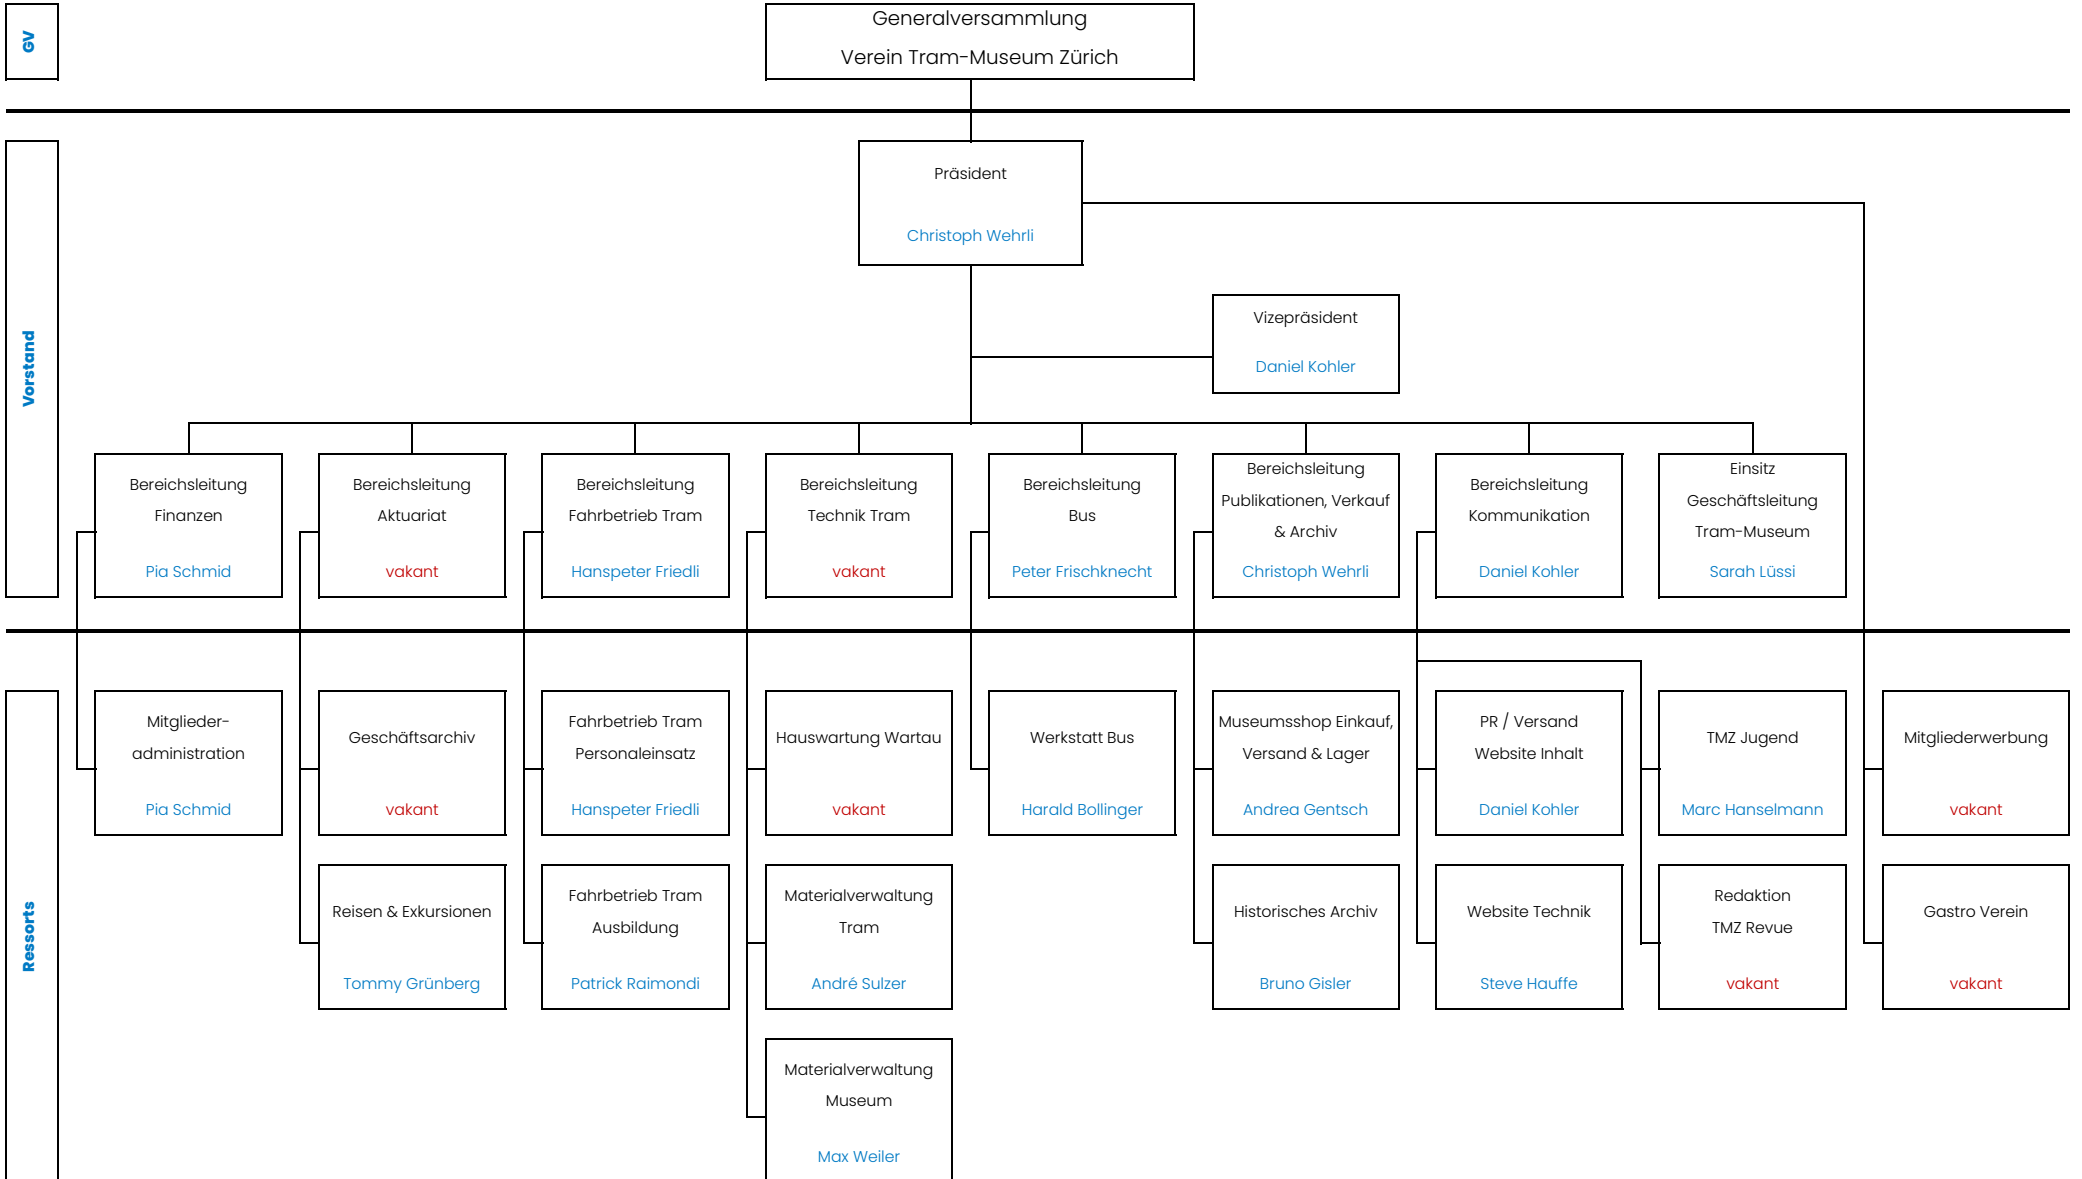 GV
Generalversammlung
Verein Tram-Museum Zürich
Vorstand
Präsident
Christoph Wehrli
Vizepräsident
Daniel Kohler
Bereichsleitung
Finanzen
Pia Schmid
Bereichsleitung
Aktuariat
vakant
Bereichsleitung
Fahrbetrieb Tram
Hanspeter Friedli
Bereichsleitung
Technik Tram
vakant
Bereichsleitung
Bus
Peter Frischknecht
Bereichsleitung
Publikationen, Verkauf
& Archiv
Christoph Wehrli
Bereichsleitung
Kommunikation
Daniel Kohler
Einsitz
Geschäftsleitung
Tram-Museum
Sarah Lüssi
Ressorts
Mitglieder-
administration
Pia Schmid
Geschäftsarchiv
vakant
Fahrbetrieb Tram
Personaleinsatz
Hanspeter Friedli
Hauswartung Wartau
vakant
Werkstatt Bus
Harald Bollinger
Museumsshop Einkauf,
Versand & Lager
Andrea Gentsch
PR / Versand
Website Inhalt
Daniel Kohler
TMZ Jugend
Marc Hanselmann
Mitgliederwerbung
vakant
Reisen & Exkursionen
Tommy Grünberg
Fahrbetrieb Tram
Ausbildung
Patrick Raimondi
Materialverwaltung
Tram
André Sulzer
Historisches Archiv
Bruno Gisler
Website Technik
Steve Hauffe
Redaktion
TMZ Revue
vakant
Gastro Verein
vakant
Materialverwaltung
Museum
Max Weiler